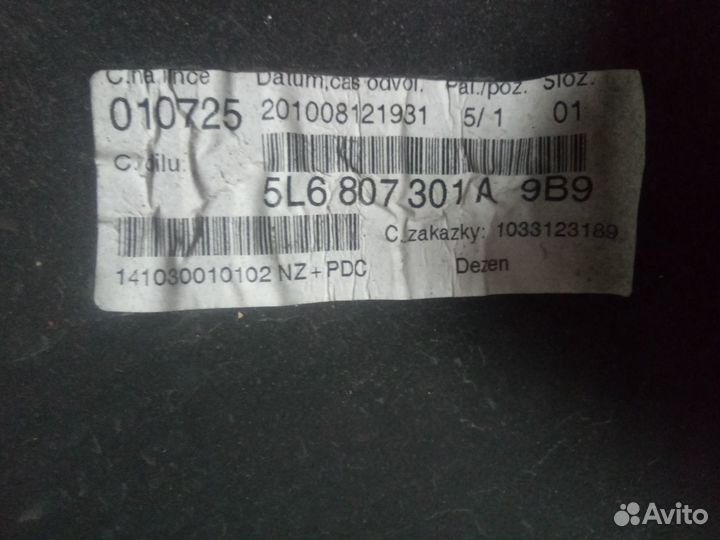 C.na lince Datum,cas odvol. Pal./poz. Sloz.
010725 201008121931 5/ 1 01
C. dilu.
5L6 807 301 A 9B9
C. zakazky: 1033123189
141030010102 NZ+PDC Dezen
Avito